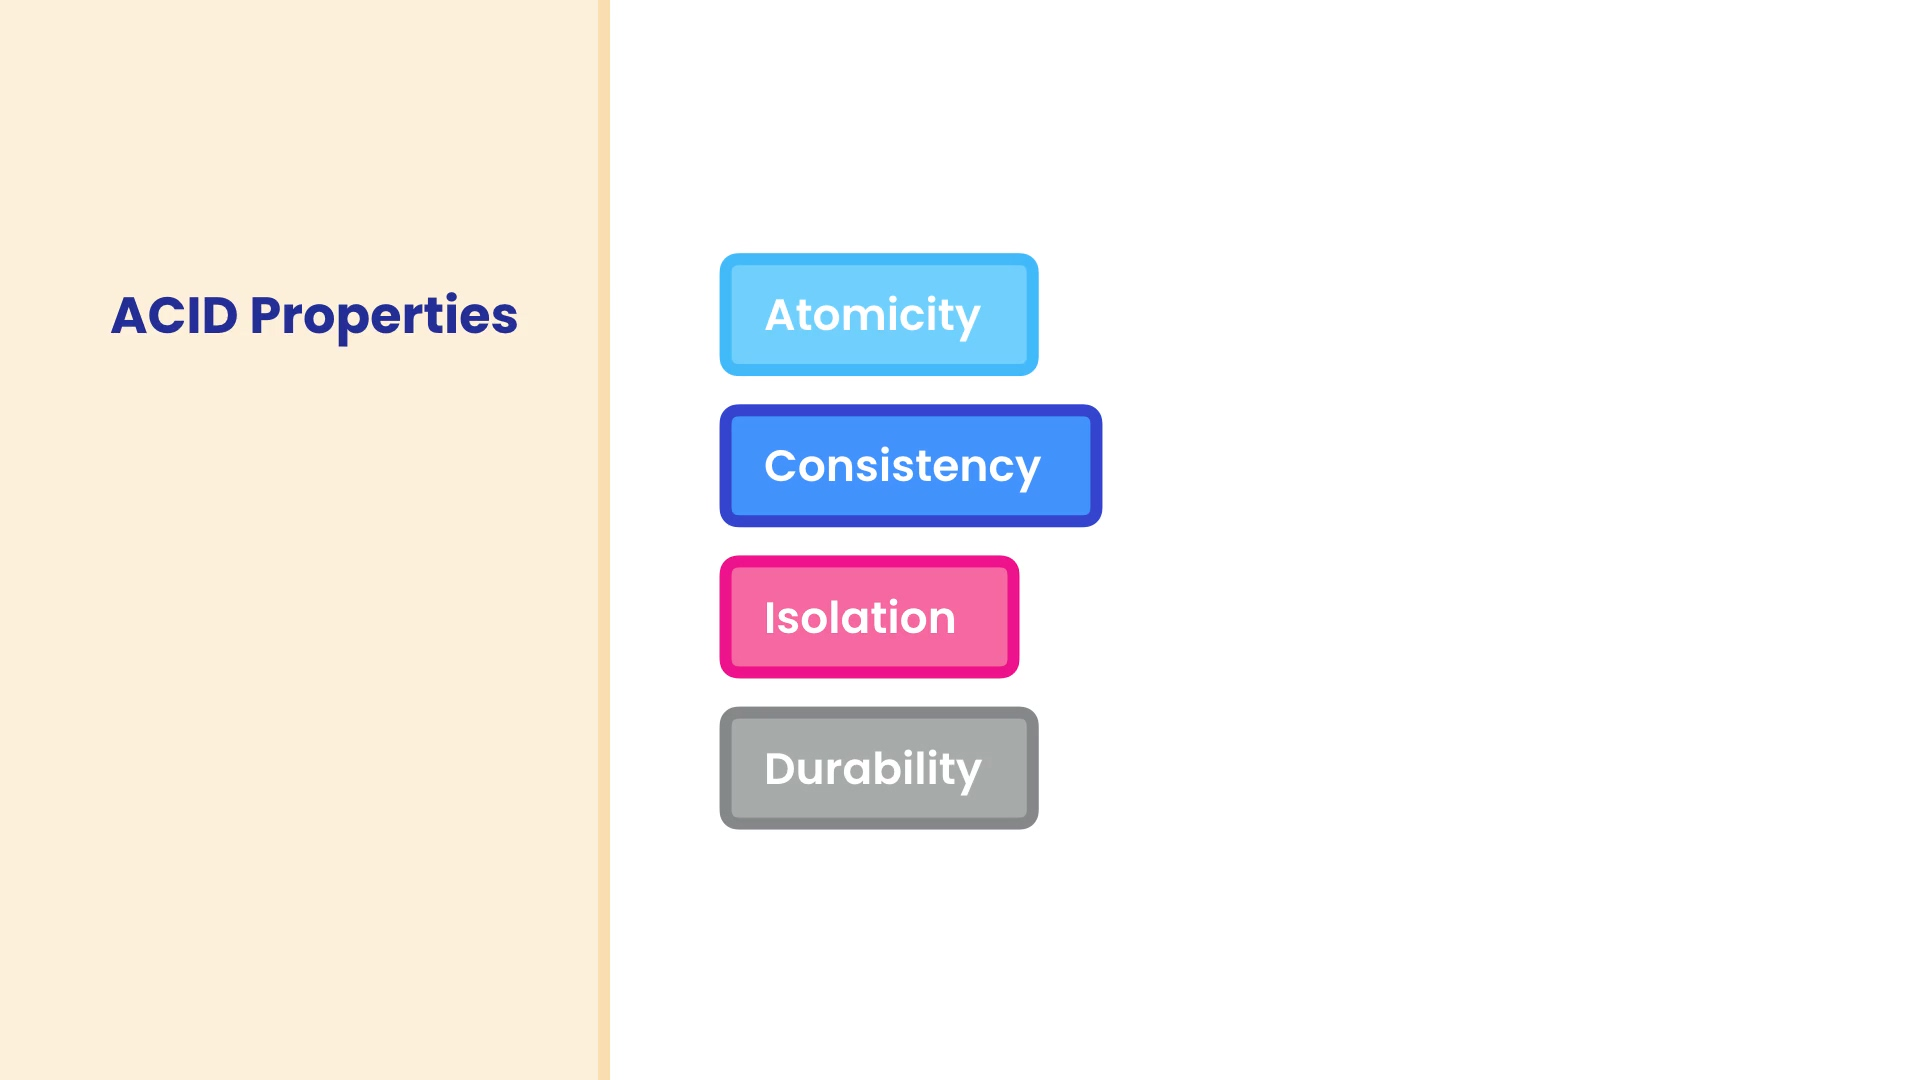 ACID Properties
Atomicity
Consistency
Isolation
Durability